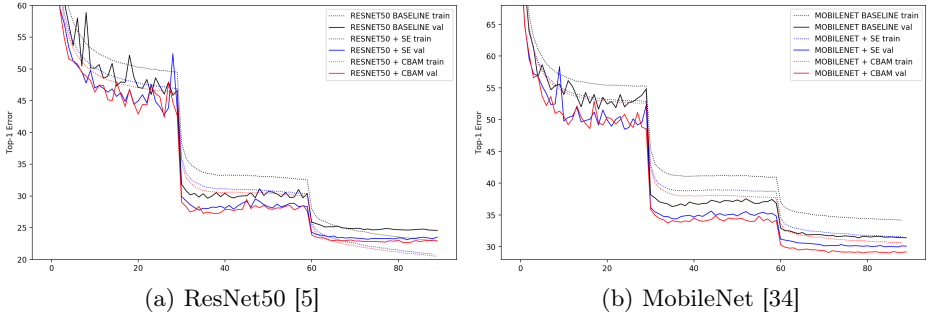 60
55
50
45
40
35
30
25
20
Top-1 Error
0
20
40
60
80
RESNET50 BASELINE train
RESNET50 BASELINE val
RESNET50 + SE train
RESNET50 + SE val
RESNET50 + CBAM train
RESNET50 + CBAM val
(a) ResNet50 [5]
65
60
55
50
45
40
35
30
Top-1 Error
0
20
40
60
80
MOBILENET BASELINE train
MOBILENET BASELINE val
MOBILENET + SE train
MOBILENET + SE val
MOBILENET + CBAM train
MOBILENET + CBAM val
(b) MobileNet [34]